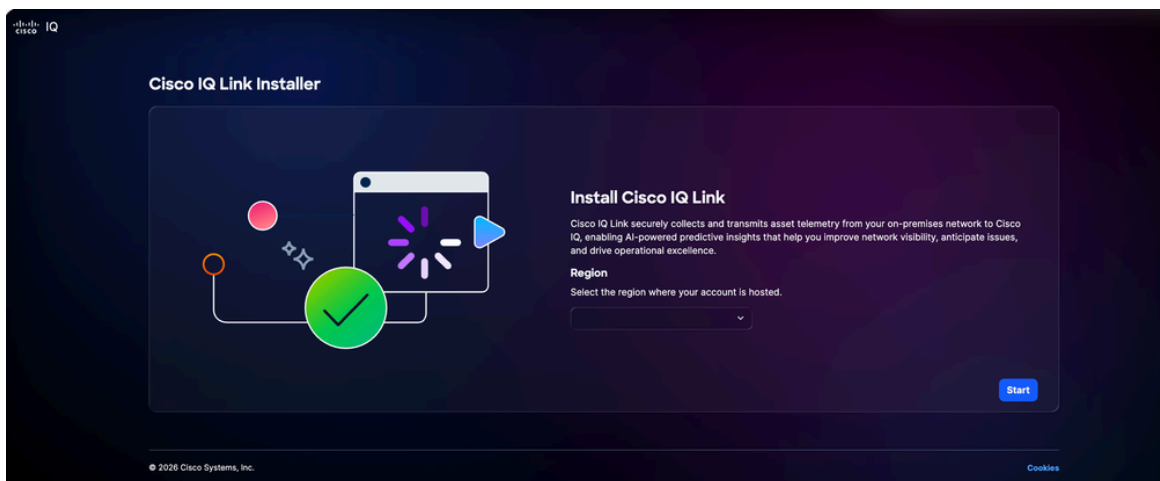 cisco IQ
Cisco IQ Link Installer
Install Cisco IQ Link
Cisco IQ Link securely collects and transmits asset telemetry from your on-premises network to Cisco
IQ, enabling AI-powered predictive insights that help you improve network visibility, anticipate issues,
and drive operational excellence.
Region
Select the region where your account is hosted.
Start
© 2026 Cisco Systems, Inc.
Cookies